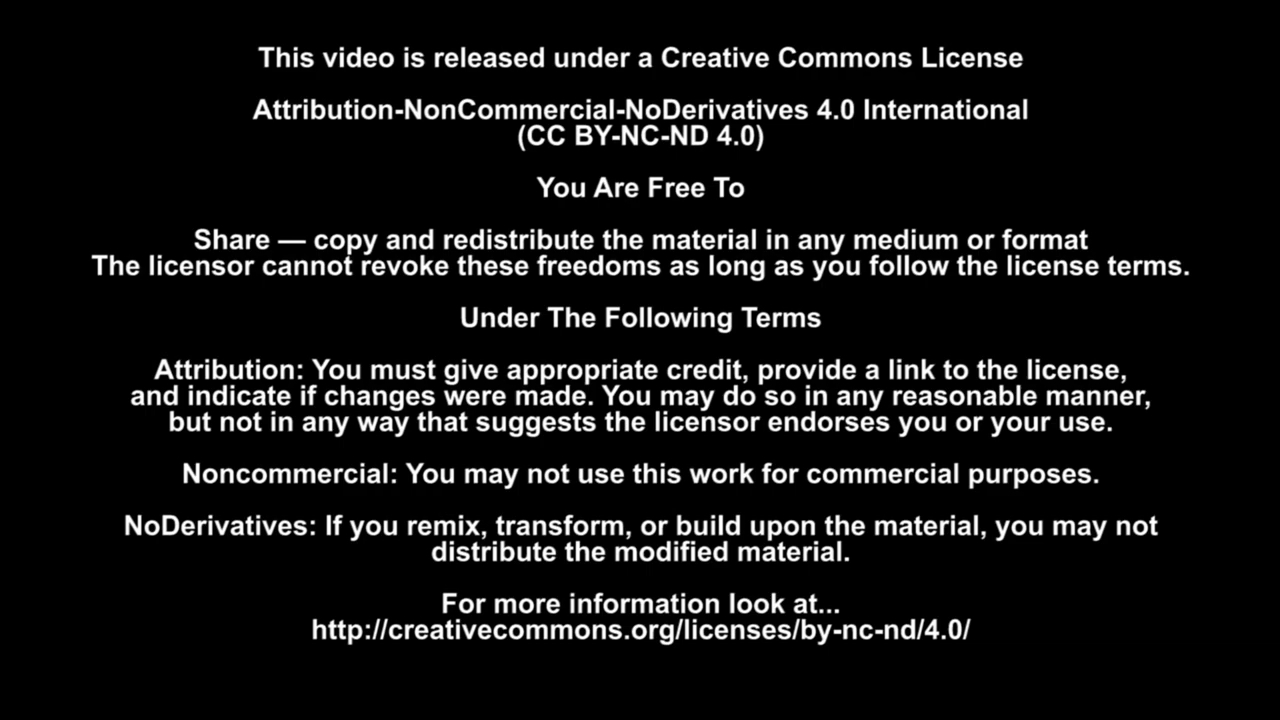 This video is released under a Creative Commons License
Attribution-NonCommercial-NoDerivatives 4.0 International
(CC BY-NC-ND 4.0)
You Are Free To
Share — copy and redistribute the material in any medium or format
The licensor cannot revoke these freedoms as long as you follow the license terms.
Under The Following Terms
Attribution: You must give appropriate credit, provide a link to the license,
and indicate if changes were made. You may do so in any reasonable manner,
but not in any way that suggests the licensor endorses you or your use.
Noncommercial: You may not use this work for commercial purposes.
NoDerivatives: If you remix, transform, or build upon the material, you may not
distribute the modified material.
For more information look at...
http://creativecommons.org/licenses/by-nc-nd/4.0/